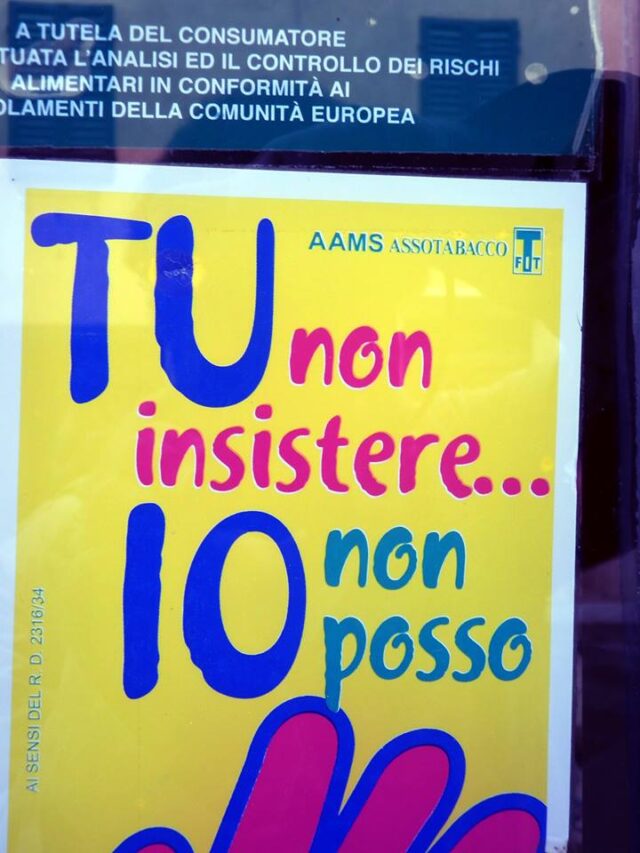 A TUTELA DEL CONSUMATORE
TUATA L'ANALISI ED IL CONTROLLO DEI RISCHI
ALIMENTARI IN CONFORMITÀ AI
OLAMENTI DELLA COMUNITÀ EUROPEA
AAMS ASSOTABACCO FIT
TU non
insistere...
IO non
posso
AI SENSI DEL R. D. 2316/34